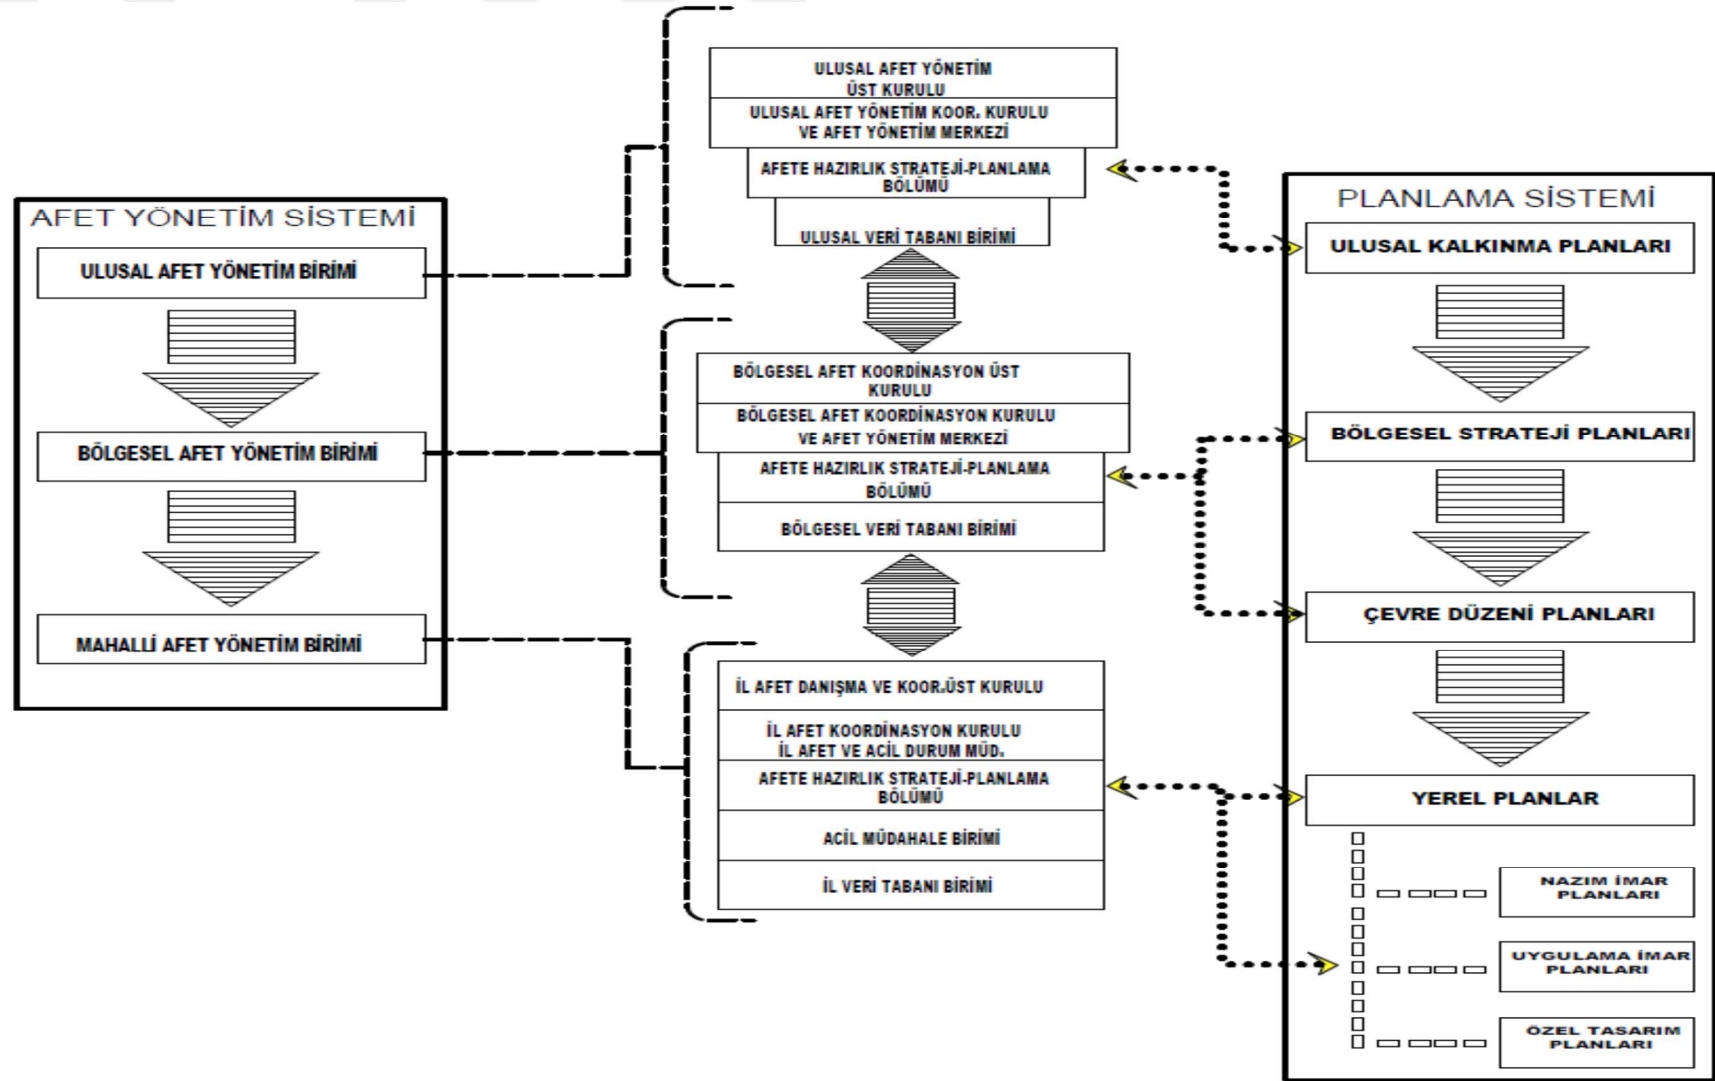 AFET YÖNETİM SİSTEMİ
ULUSAL AFET YÖNETİM BİRİMİ
BÖLGESEL AFET YÖNETİM BİRİMİ
MAHALLİ AFET YÖNETİM BİRİMİ
ULUSAL AFET YÖNETİM
ÜST KURULU
ULUSAL AFET YÖNETİM KOOR. KURULU
VE AFET YÖNETİM MERKEZİ
AFETE HAZIRLIK STRATEJİ-PLANLAMA
BÖLÜMÜ
ULUSAL VERİ TABANI BİRİMİ
BÖLGESEL AFET KOORDİNASYON ÜST
KURULU
BÖLGESEL AFET KOORDİNASYON KURULU
VE AFET YÖNETİM MERKEZİ
AFETE HAZIRLIK STRATEJİ-PLANLAMA
BÖLÜMÜ
BÖLGESEL VERİ TABANI BİRİMİ
İL AFET DANIŞMA VE KOOR.ÜST KURULU
İL AFET KOORDİNASYON KURULU
İL AFET VE ACİL DURUM MÜD.
AFETE HAZIRLIK STRATEJİ-PLANLAMA
BÖLÜMÜ
ACİL MÜDAHALE BİRİMİ
İL VERİ TABANI BİRİMİ
PLANLAMA SİSTEMİ
ULUSAL KALKINMA PLANLARI
BÖLGESEL STRATEJİ PLANLARI
ÇEVRE DÜZENİ PLANLARI
YEREL PLANLAR
NAZIM İMAR
PLANLARI
UYGULAMA İMAR
PLANLARI
ÖZEL TASARIM
PLANLARI